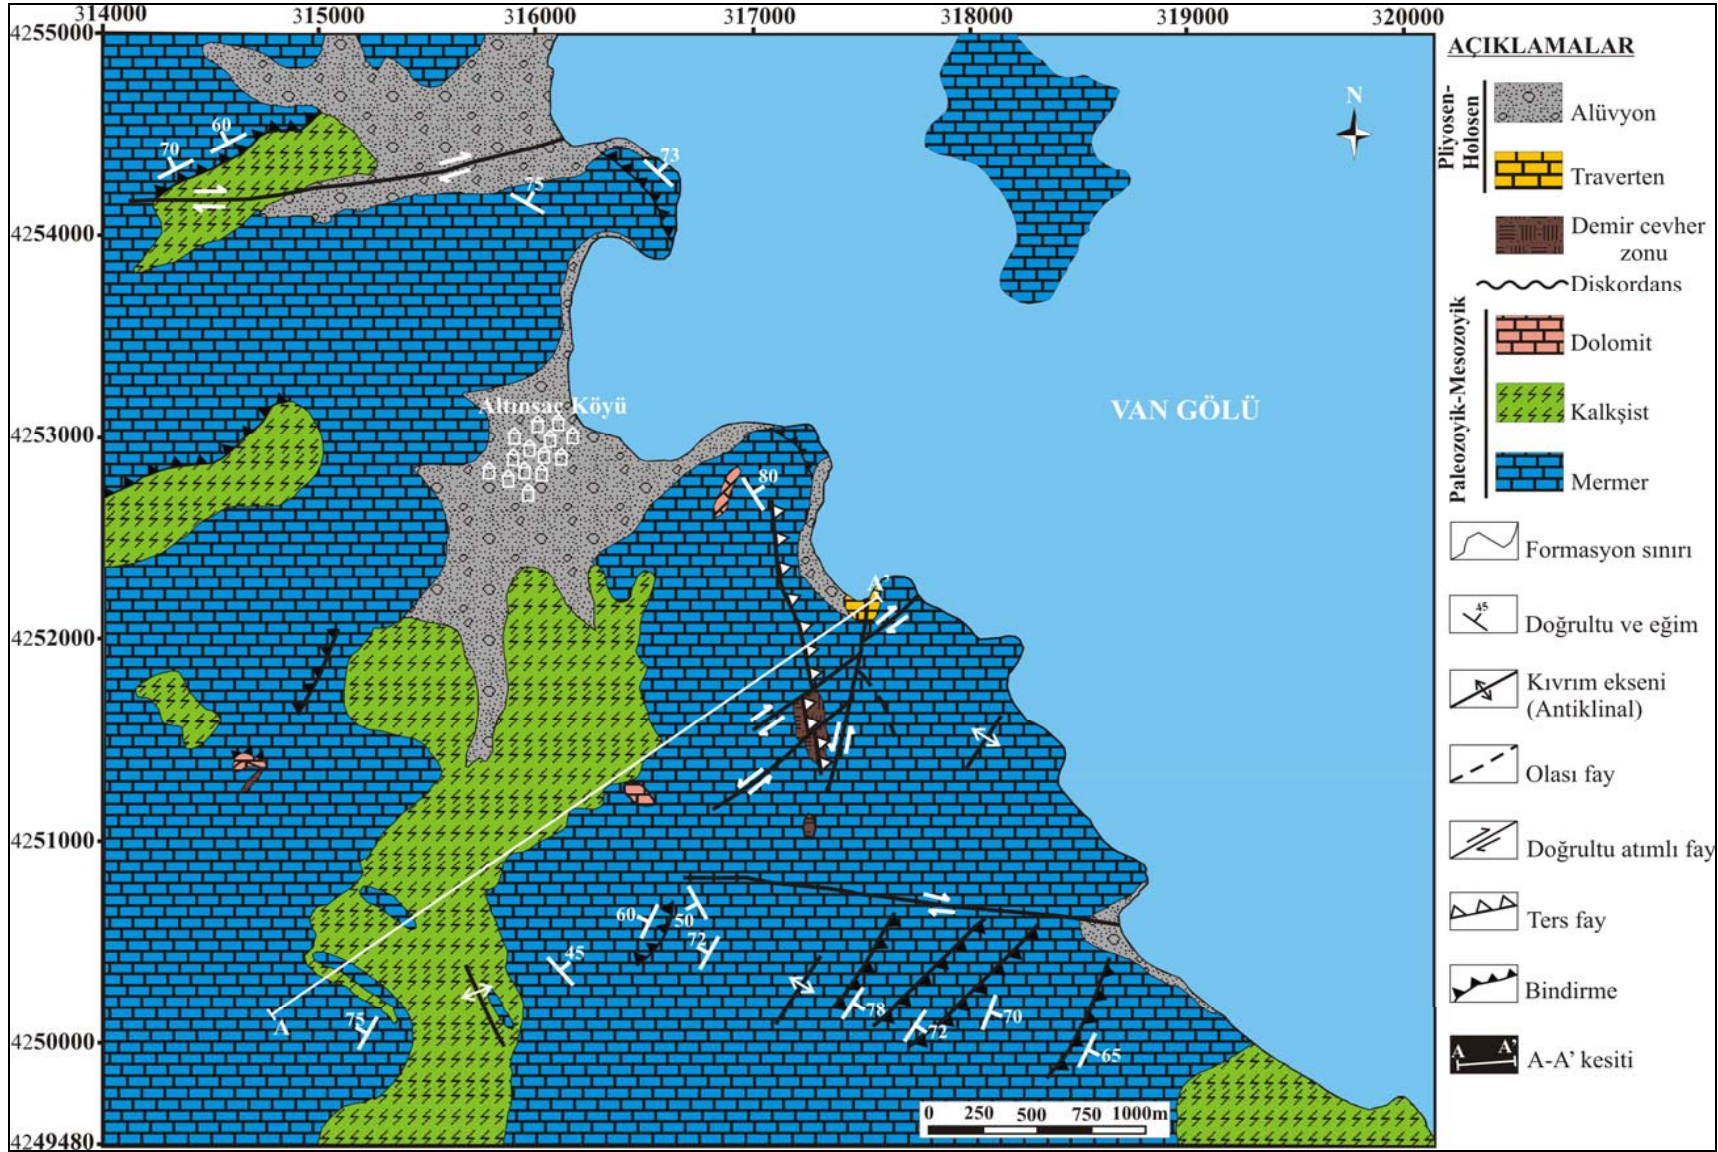 314000 315000 316000 317000 318000 319000 320000
4255000
4254000
4253000
4252000
4251000
4250000
4249480
60
70
73
75
N
Altınsaç Köyü
VAN GÖLÜ
80
A'
60
50
72
45
75
A
78
72
70
65
0 250 500 750 1000m
AÇIKLAMALAR
Pliyosen-
Holosen
Alüvyon
Traverten
Demir cevher
zonu
Diskordans
Paleozoyik-Mesozoyik
Dolomit
Kalkşist
Mermer
Formasyon sınırı
45
Doğrultu ve eğim
Kıvrım ekseni
(Antiklinal)
Olası fay
Doğrultu atımlı fay
Ters fay
Bindirme
A A'
A-A' kesiti